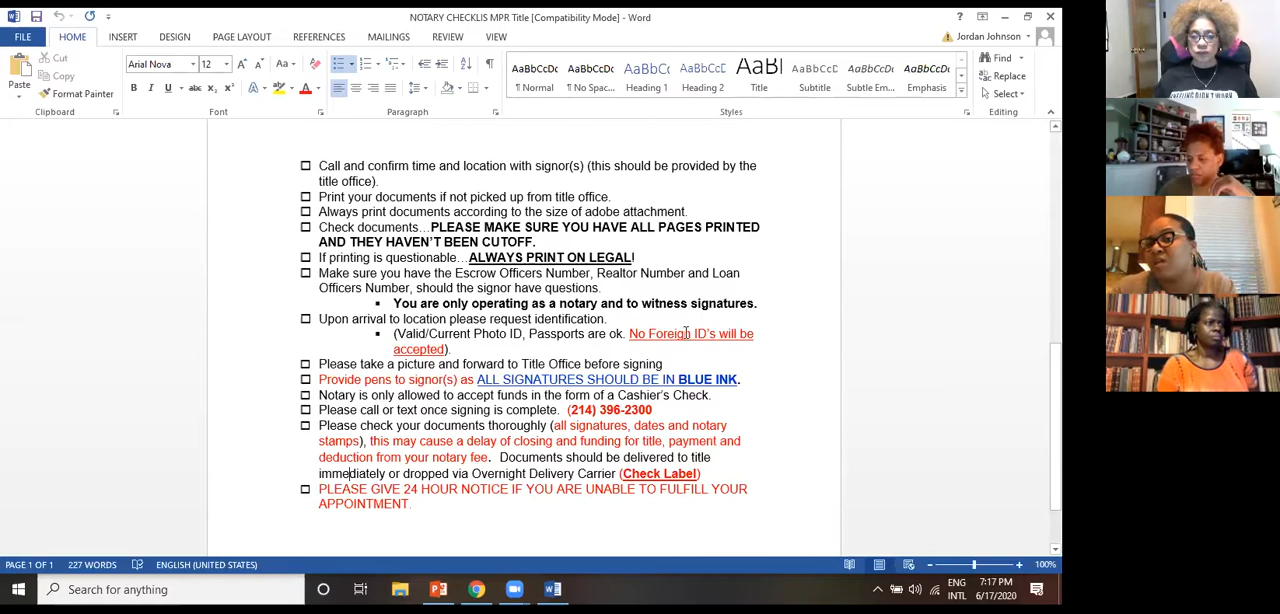 NOTARY CHECKLIS MPR Title [Compatibility Mode] - Word
FILE HOME INSERT DESIGN PAGE LAYOUT REFERENCES MAILINGS REVIEW VIEW Jordan Johnson
Cut
Copy
Format Painter
Paste
Clipboard
Arial Nova 12
Font
Paragraph
AaBbCcDc AaBbCcDc AaBbCc AaBbCcD AaBl AaBbCcD AaBbCcDc AaBbCcDc
¶ Normal ¶ No Spac... Heading 1 Heading 2 Title Subtitle Subtle Em... Emphasis
Styles
Find
Replace
Select
Editing
Call and confirm time and location with signor(s) (this should be provided by the
title office).
Print your documents if not picked up from title office.
Always print documents according to the size of adobe attachment.
Check documents…PLEASE MAKE SURE YOU HAVE ALL PAGES PRINTED
AND THEY HAVEN'T BEEN CUTOFF.
If printing is questionable…ALWAYS PRINT ON LEGAL!
Make sure you have the Escrow Officers Number, Realtor Number and Loan
Officers Number, should the signor have questions.
▪ You are only operating as a notary and to witness signatures.
Upon arrival to location please request identification.
▪ (Valid/Current Photo ID, Passports are ok. No Foreign ID's will be
accepted).
Please take a picture and forward to Title Office before signing
Provide pens to signor(s) as ALL SIGNATURES SHOULD BE IN BLUE INK.
Notary is only allowed to accept funds in the form of a Cashier's Check.
Please call or text once signing is complete. (214) 396-2300
Please check your documents thoroughly (all signatures, dates and notary
stamps), this may cause a delay of closing and funding for title, payment and
deduction from your notary fee. Documents should be delivered to title
immediately or dropped via Overnight Delivery Carrier (Check Label)
PLEASE GIVE 24 HOUR NOTICE IF YOU ARE UNABLE TO FULFILL YOUR
APPOINTMENT.
PAGE 1 OF 1 227 WORDS ENGLISH (UNITED STATES) 100%
Search for anything
ENG 7:17 PM
INTL 6/17/2020